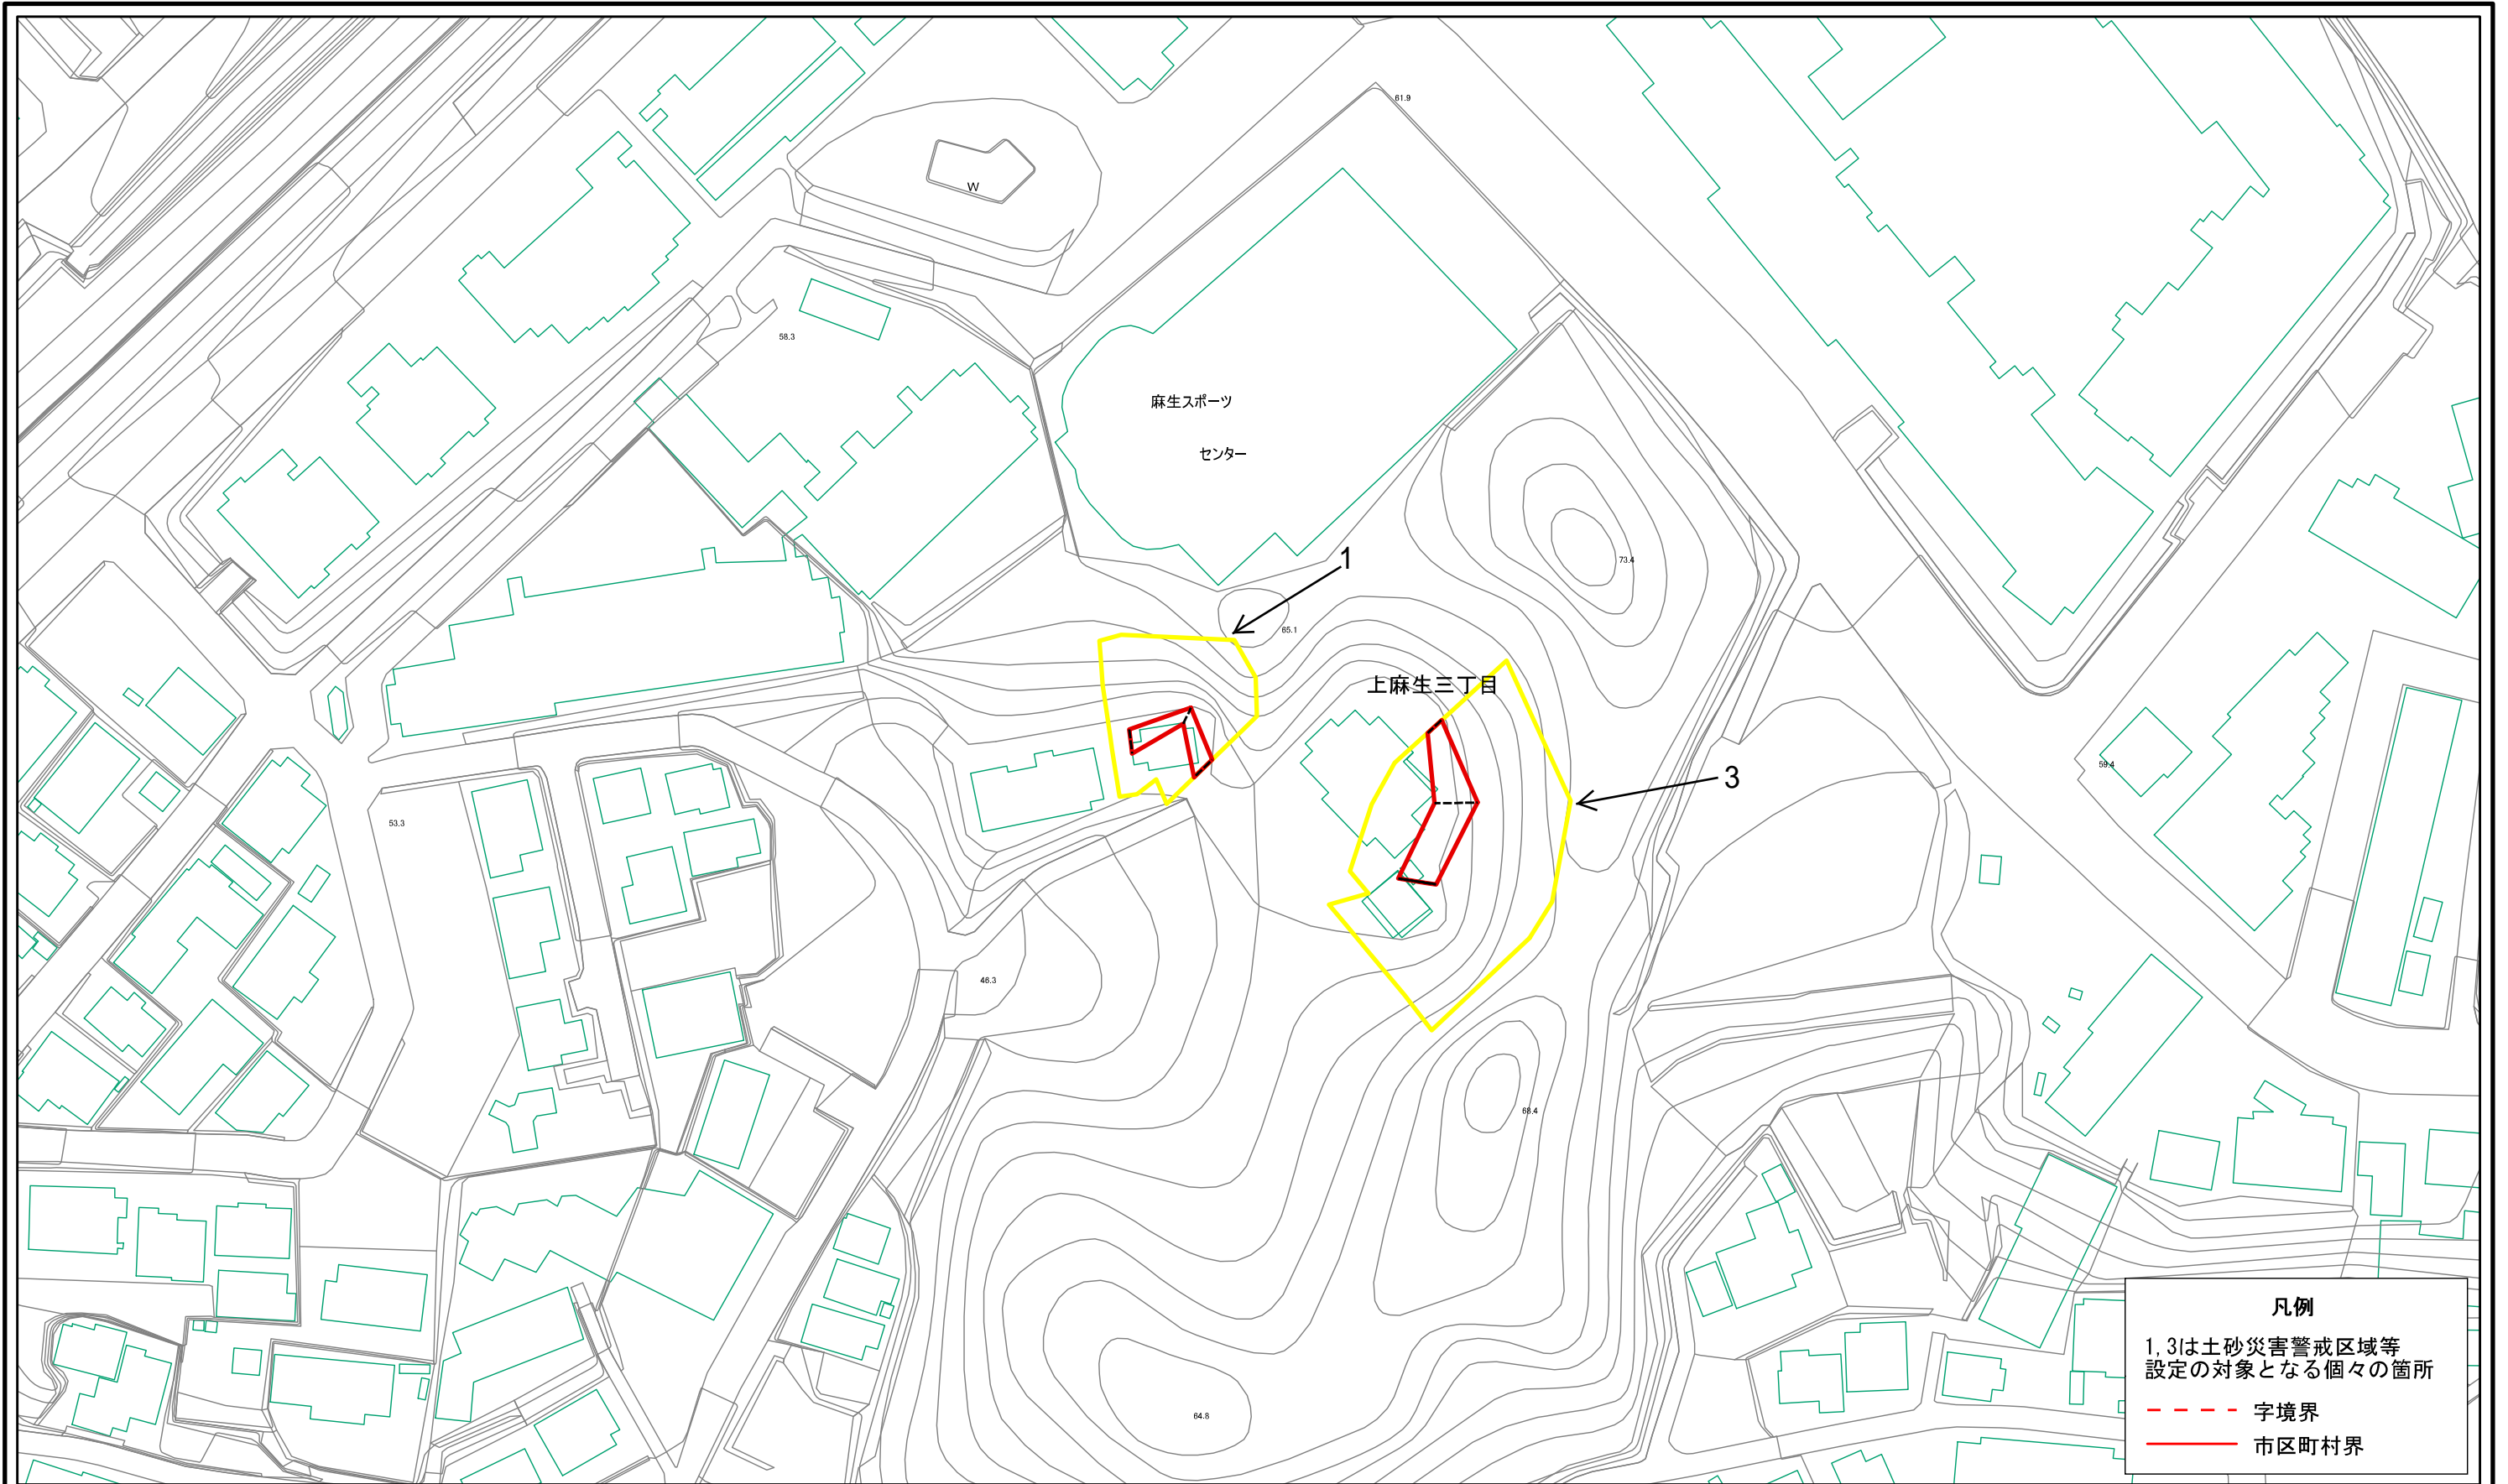 61.9
W
58.3
麻生スポーツ
センター
1
73.4
65.1
上麻生三丁目
3
59.4
53.3
46.3
68.4
64.8
凡例
1,3は土砂災害警戒区域等
設定の対象となる個々の箇所
字境界
市区町村界